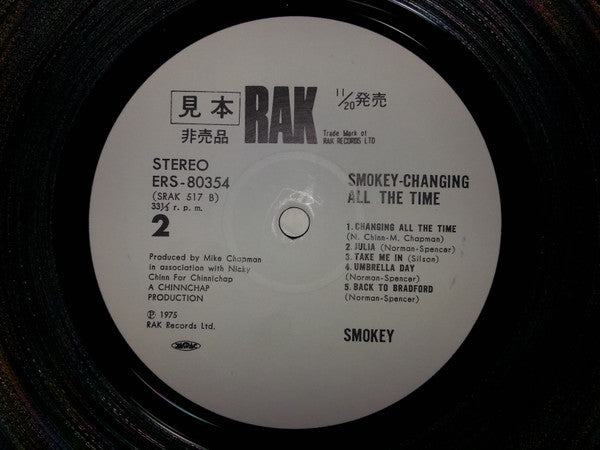 見本
非売品
RAK
Trade Mark of
RAK RECORDS LTD
11/20発売
STEREO
ERS-80354
(SRAK 517 B)
33⅓ r. p. m.
2
SMOKEY-CHANGING
ALL THE TIME
1. CHANGING ALL THE TIME
(N. Chinn-M. Chapman)
2. JULIA (Norman-Spencer)
3. TAKE ME IN (Silson)
4. UMBRELLA DAY
(Norman-Spencer)
5. BACK TO BRADFORD
(Norman-Spencer)
Produced by Mike Chapman
in association with Nicky
Chinn For Chinnichap
A CHINNCHAP
PRODUCTION
℗ 1975
RAK Records Ltd.
SMOKEY